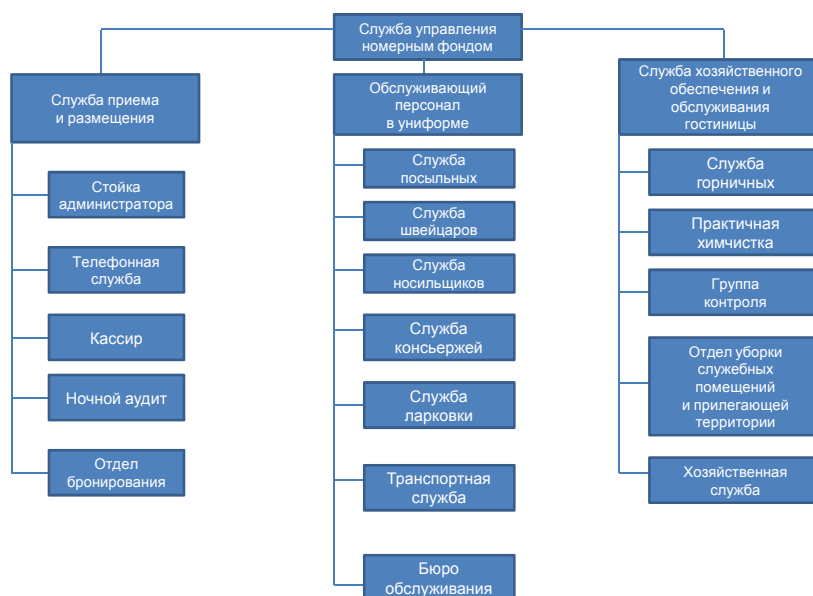 Служба управления
номерным фондом
Служба приема
и размещения
Стойка
администратора
Телефонная
служба
Кассир
Ночной аудит
Отдел
бронирования
Обслуживающий
персонал
в униформе
Служба
посыльных
Служба
швейцаров
Служба
носильщиков
Служба
консьержей
Служба
ларковки
Транспортная
служба
Бюро
обслуживания
Служба хозяйственного
обеспечения и
обслуживания
гостиницы
Служба
горничных
Практичная
химчистка
Группа
контроля
Отдел уборки
служебных
помещений
и прилегающей
территории
Хозяйственная
служба